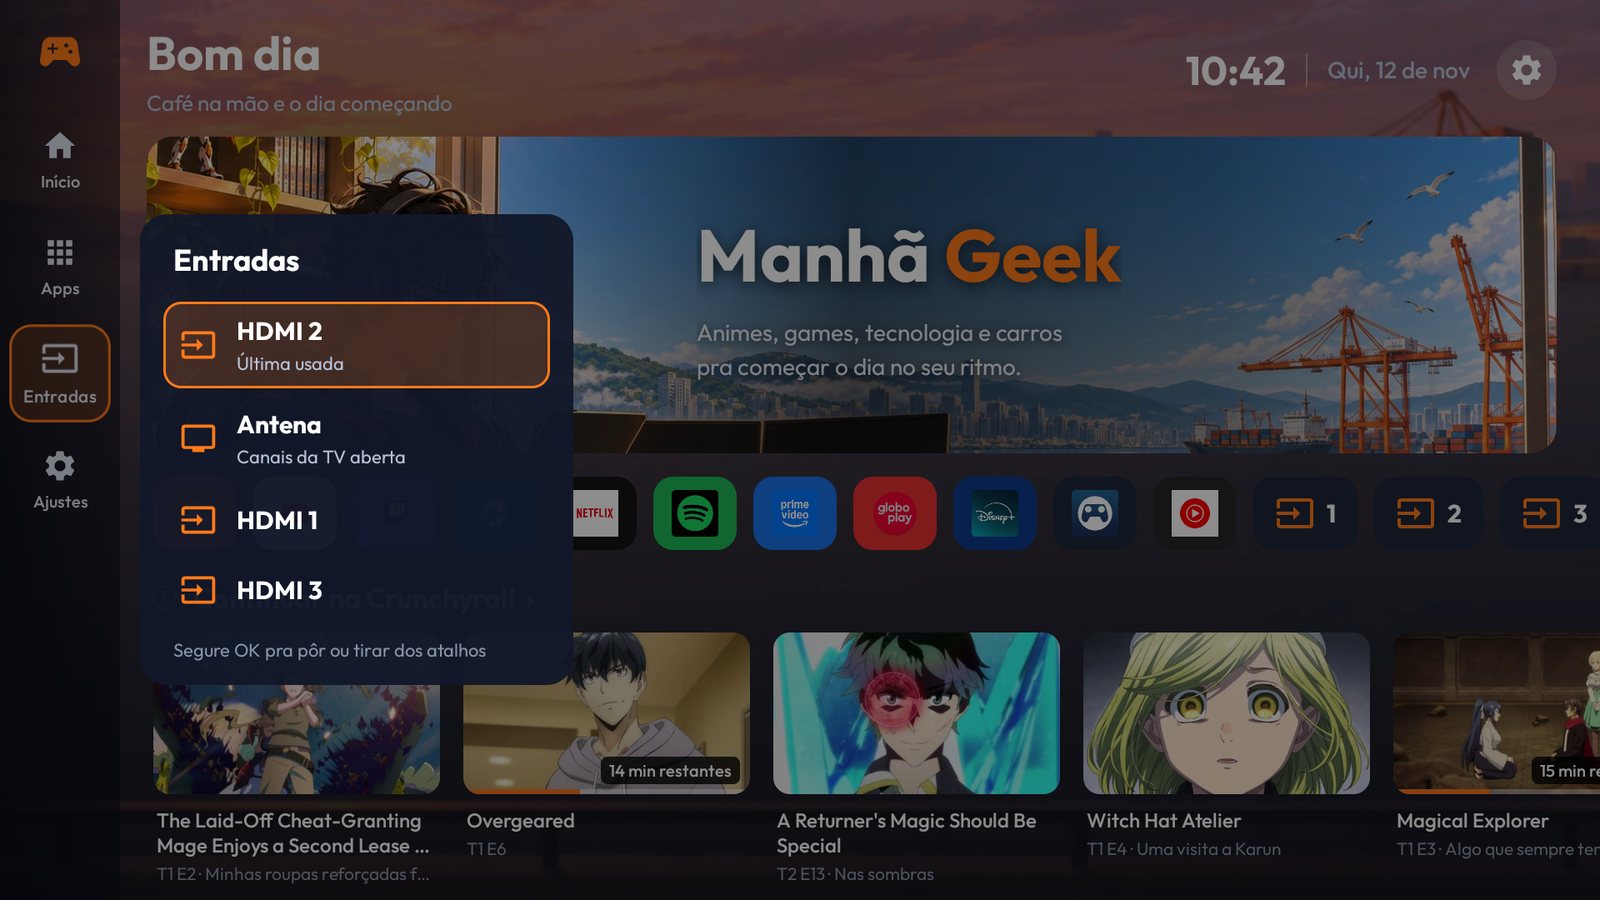 Bom dia
Café na mão e o dia começando
10:42
Qui, 12 de nov
Início
Apps
Entradas
Ajustes
Manhã Geek
Animes, games, tecnologia e carros
pra começar o dia no seu ritmo.
Entradas
HDMI 2
Última usada
Antena
Canais da TV aberta
HDMI 1
HDMI 3
Segure OK pra pôr ou tirar dos atalhos
NETFLIX
prime
video
globo
play
Disney+
1
2
3
Continuar na Crunchyroll ›
14 min restantes
15 min
The Laid-Off Cheat-Granting
Mage Enjoys a Second Lease ...
T1 E2 · Minhas roupas reforçadas f...
Overgeared
T1 E6
A Returner's Magic Should Be
Special
T2 E13 · Nas sombras
Witch Hat Atelier
T1 E4 · Uma visita a Karun
Magical Explorer
T1 E3 · Algo que sempre